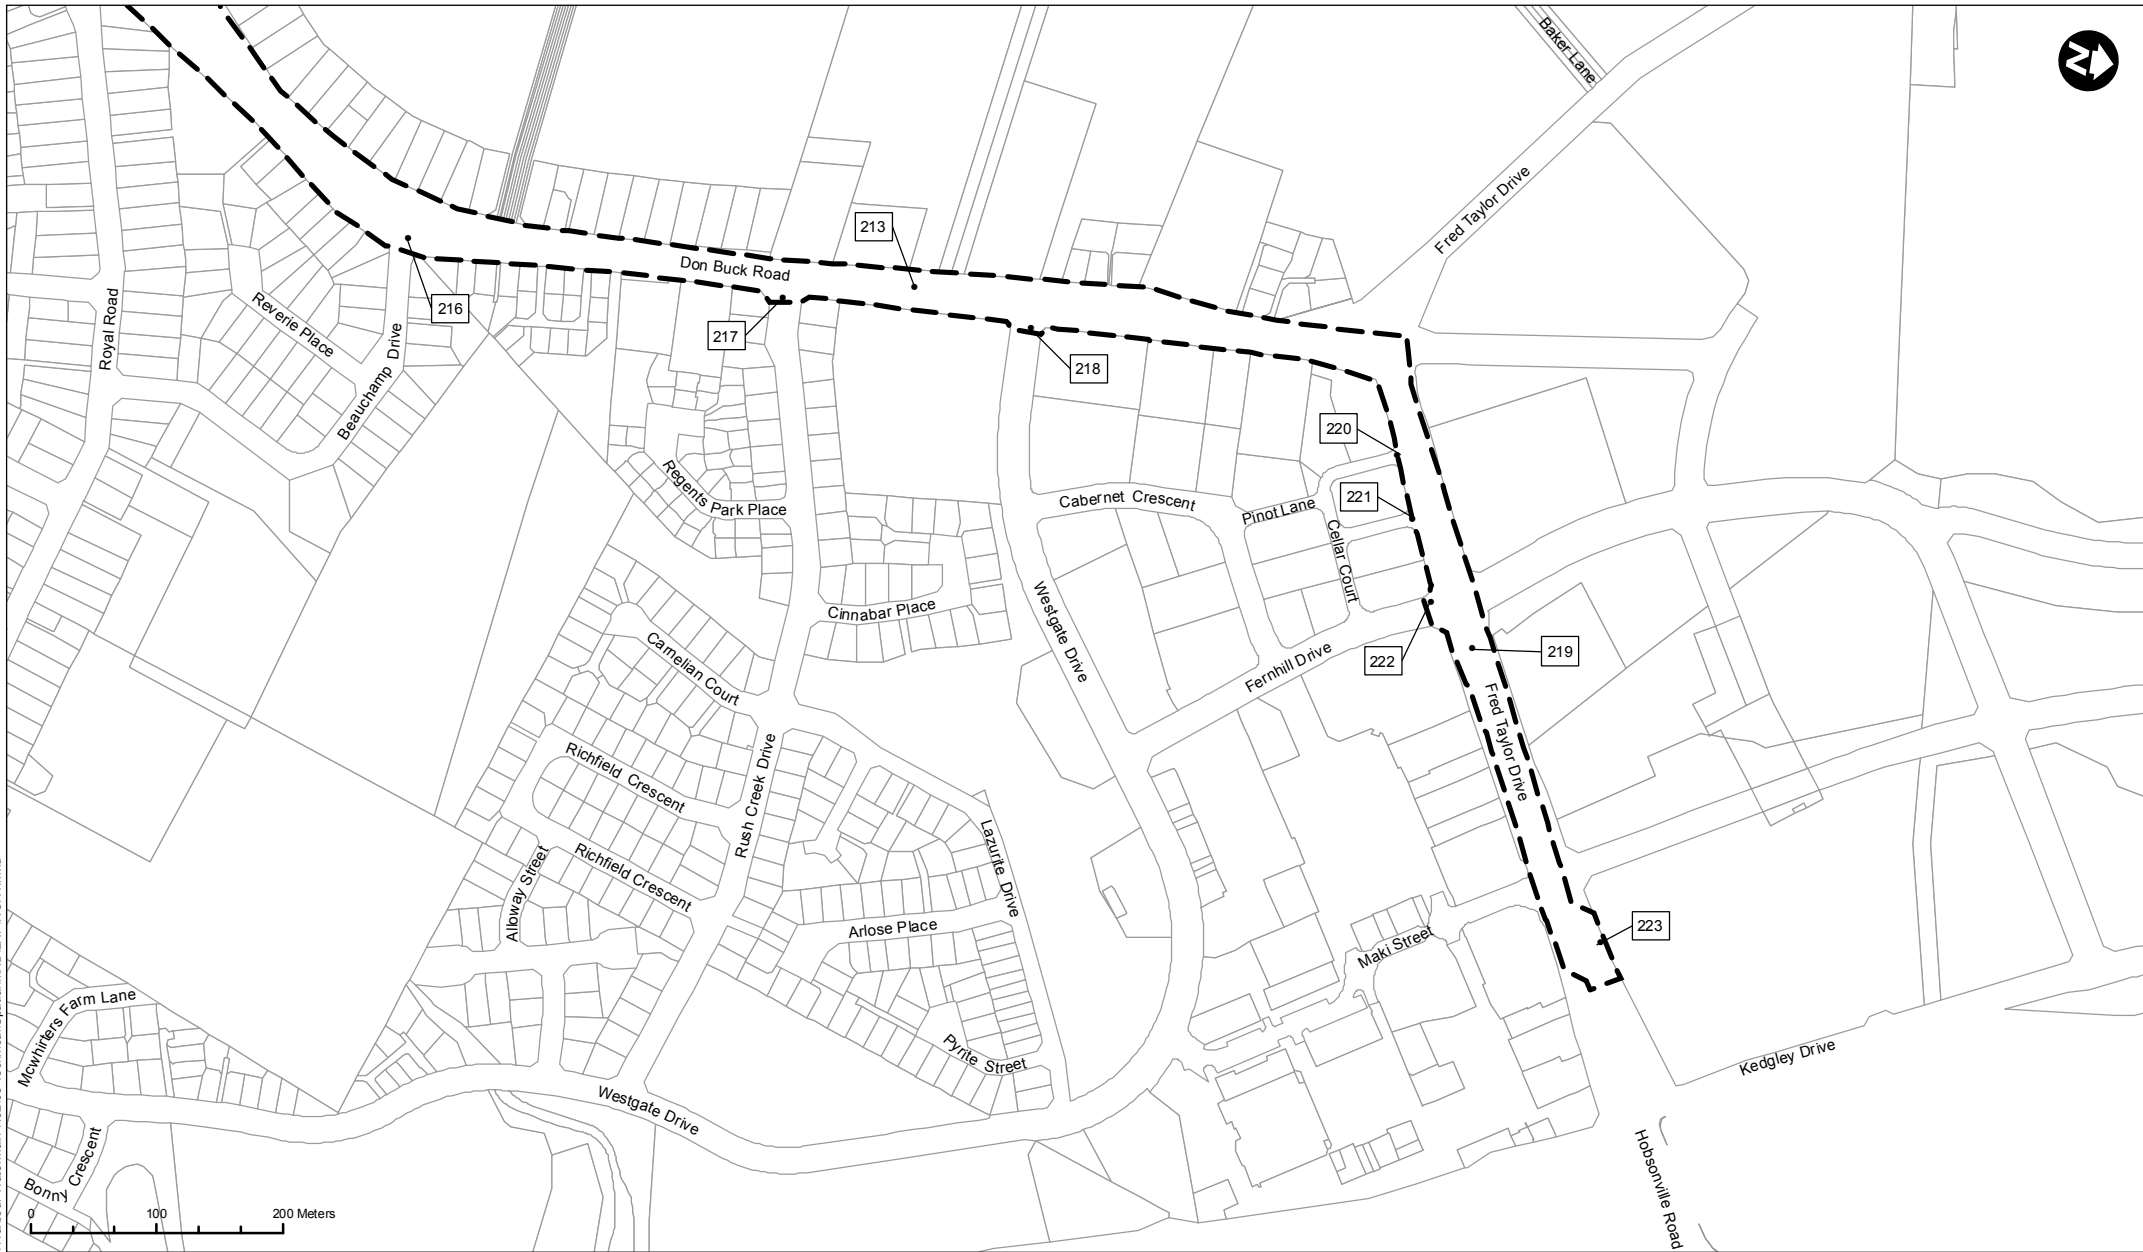 Baker Lane
N
Fred Taylor Drive
213
Don Buck Road
216
217
218
Royal Road
Reverie Place
Beauchamp Drive
220
221
Regents Park Place
Cabernet Crescent
Pinot Lane
Cellar Court
Westgate Drive
Cinnabar Place
Carnelian Court
Fernhill Drive
222
219
Fred Taylor Drive
Richfield Crescent
Rush Creek Drive
Richfield Crescent
Alloway Street
Lazurite Drive
Arlose Place
Maki Street
223
Mcwhirters Farm Lane
Pyrite Street
Kedgley Drive
Westgate Drive
Bonny Crescent
Hobsonville Road
0 100 200 Meters